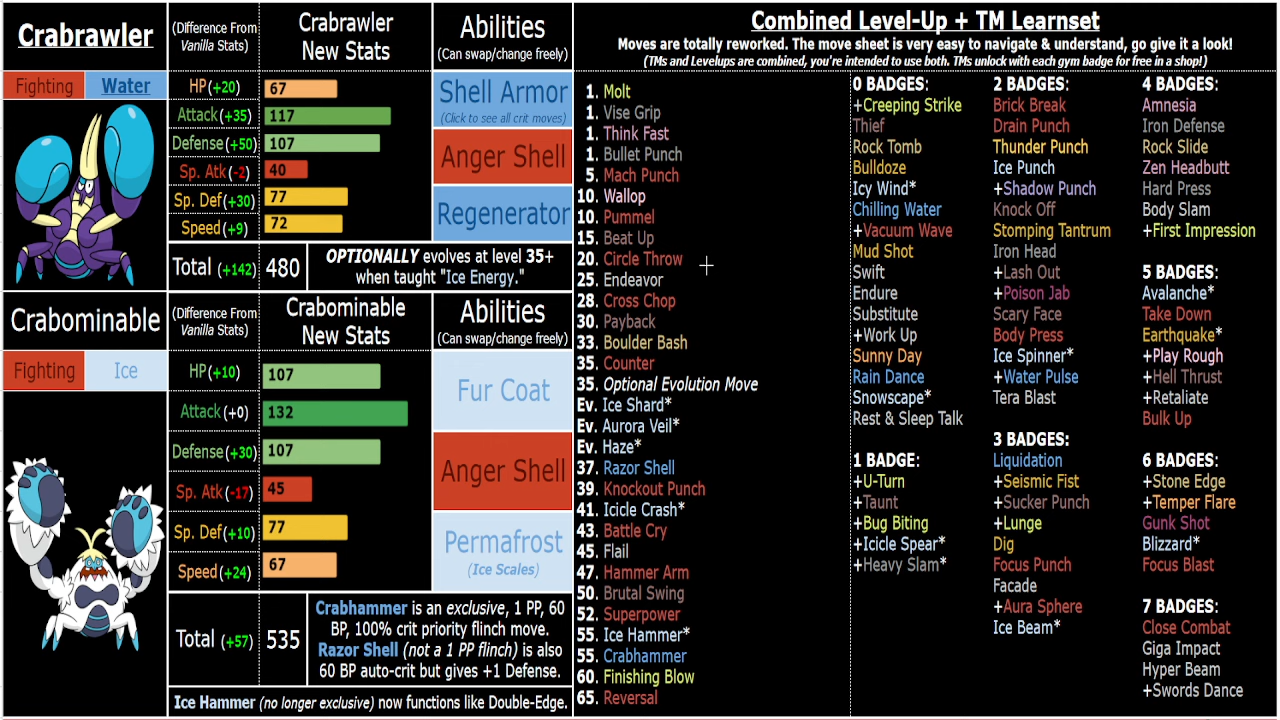 Crabrawler
Fighting
Water
(Difference From
Vanilla Stats)
Crabrawler
New Stats
Abilities
(Can swap/change freely)
HP (+20)
67
Attack (+35)
117
Defense (+50)
107
Sp. Atk (-2)
40
Sp. Def (+30)
77
Speed (+9)
72
Shell Armor
(Click to see all crit moves)
Anger Shell
Regenerator
Total (+142)
480
OPTIONALLY evolves at level 35+
when taught "Ice Energy."
Crabominable
Fighting
Ice
(Difference From
Vanilla Stats)
Crabominable
New Stats
Abilities
(Can swap/change freely)
HP (+10)
107
Attack (+0)
132
Defense (+30)
107
Sp. Atk (-17)
45
Sp. Def (+10)
77
Speed (+24)
67
Fur Coat
Anger Shell
Permafrost
(Ice Scales)
Total (+57)
535
Crabhammer is an exclusive, 1 PP, 60
BP, 100% crit priority flinch move.
Razor Shell (not a 1 PP flinch) is also
60 BP auto-crit but gives +1 Defense.
Ice Hammer (no longer exclusive) now functions like Double-Edge.
Combined Level-Up + TM Learnset
Moves are totally reworked. The move sheet is very easy to navigate & understand, go give it a look!
(TMs and Levelups are combined, you're intended to use both. TMs unlock with each gym badge for free in a shop!)
1. Molt
1. Vise Grip
1. Think Fast
1. Bullet Punch
5. Mach Punch
10. Wallop
10. Pummel
15. Beat Up
20. Circle Throw
25. Endeavor
28. Cross Chop
30. Payback
33. Boulder Bash
35. Counter
35. Optional Evolution Move
Ev. Ice Shard*
Ev. Aurora Veil*
Ev. Haze*
37. Razor Shell
39. Knockout Punch
41. Icicle Crash*
43. Battle Cry
45. Flail
47. Hammer Arm
50. Brutal Swing
52. Superpower
55. Ice Hammer*
55. Crabhammer
60. Finishing Blow
65. Reversal
0 BADGES:
+Creeping Strike
Thief
Rock Tomb
Bulldoze
Icy Wind*
Chilling Water
+Vacuum Wave
Mud Shot
Swift
Endure
Substitute
+Work Up
Sunny Day
Rain Dance
Snowscape*
Rest & Sleep Talk
1 BADGE:
+U-Turn
+Taunt
+Bug Biting
+Icicle Spear*
+Heavy Slam*
2 BADGES:
Brick Break
Drain Punch
Thunder Punch
Ice Punch
+Shadow Punch
Knock Off
Stomping Tantrum
Iron Head
+Lash Out
+Poison Jab
Scary Face
Body Press
Ice Spinner*
+Water Pulse
Tera Blast
3 BADGES:
Liquidation
+Seismic Fist
+Sucker Punch
+Lunge
Dig
Focus Punch
Facade
+Aura Sphere
Ice Beam*
4 BADGES:
Amnesia
Iron Defense
Rock Slide
Zen Headbutt
Hard Press
Body Slam
+First Impression
5 BADGES:
Avalanche*
Take Down
Earthquake*
+Play Rough
+Hell Thrust
+Retaliate
Bulk Up
6 BADGES:
+Stone Edge
+Temper Flare
Gunk Shot
Blizzard*
Focus Blast
7 BADGES:
Close Combat
Giga Impact
Hyper Beam
+Swords Dance